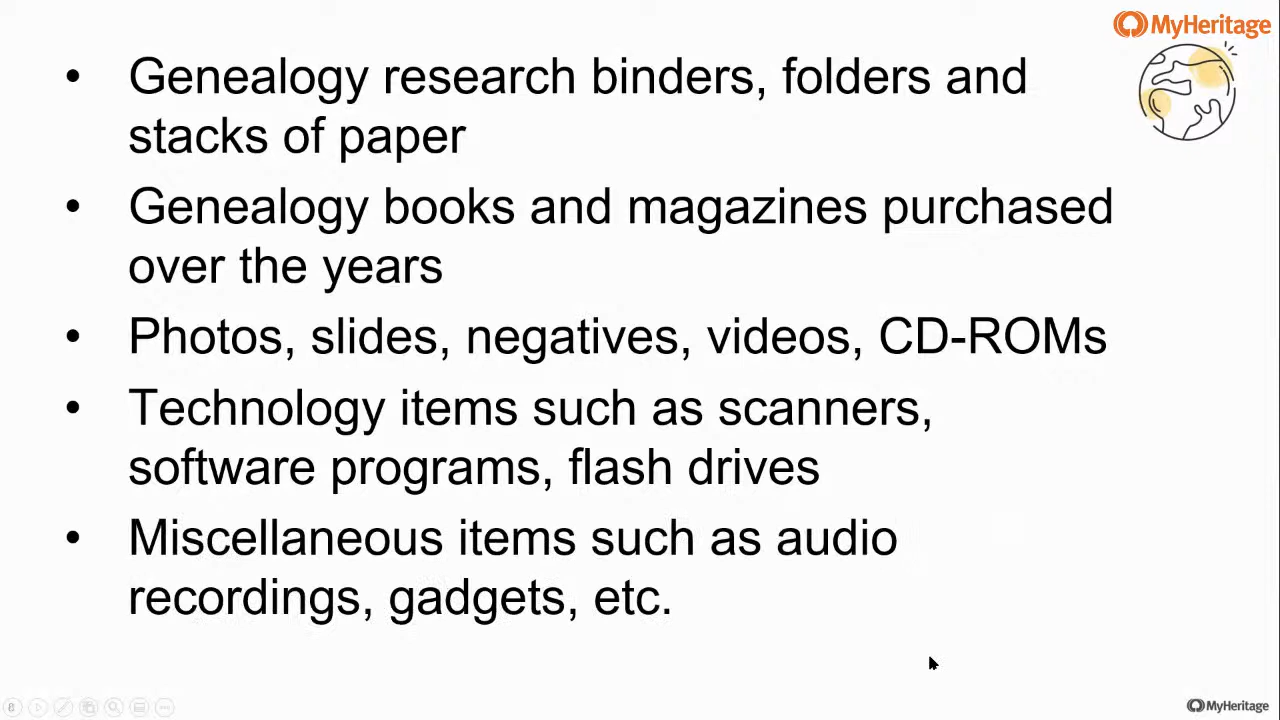 MyHeritage
• Genealogy research binders, folders and
stacks of paper
• Genealogy books and magazines purchased
over the years
• Photos, slides, negatives, videos, CD-ROMs
• Technology items such as scanners,
software programs, flash drives
• Miscellaneous items such as audio
recordings, gadgets, etc.
MyHeritage